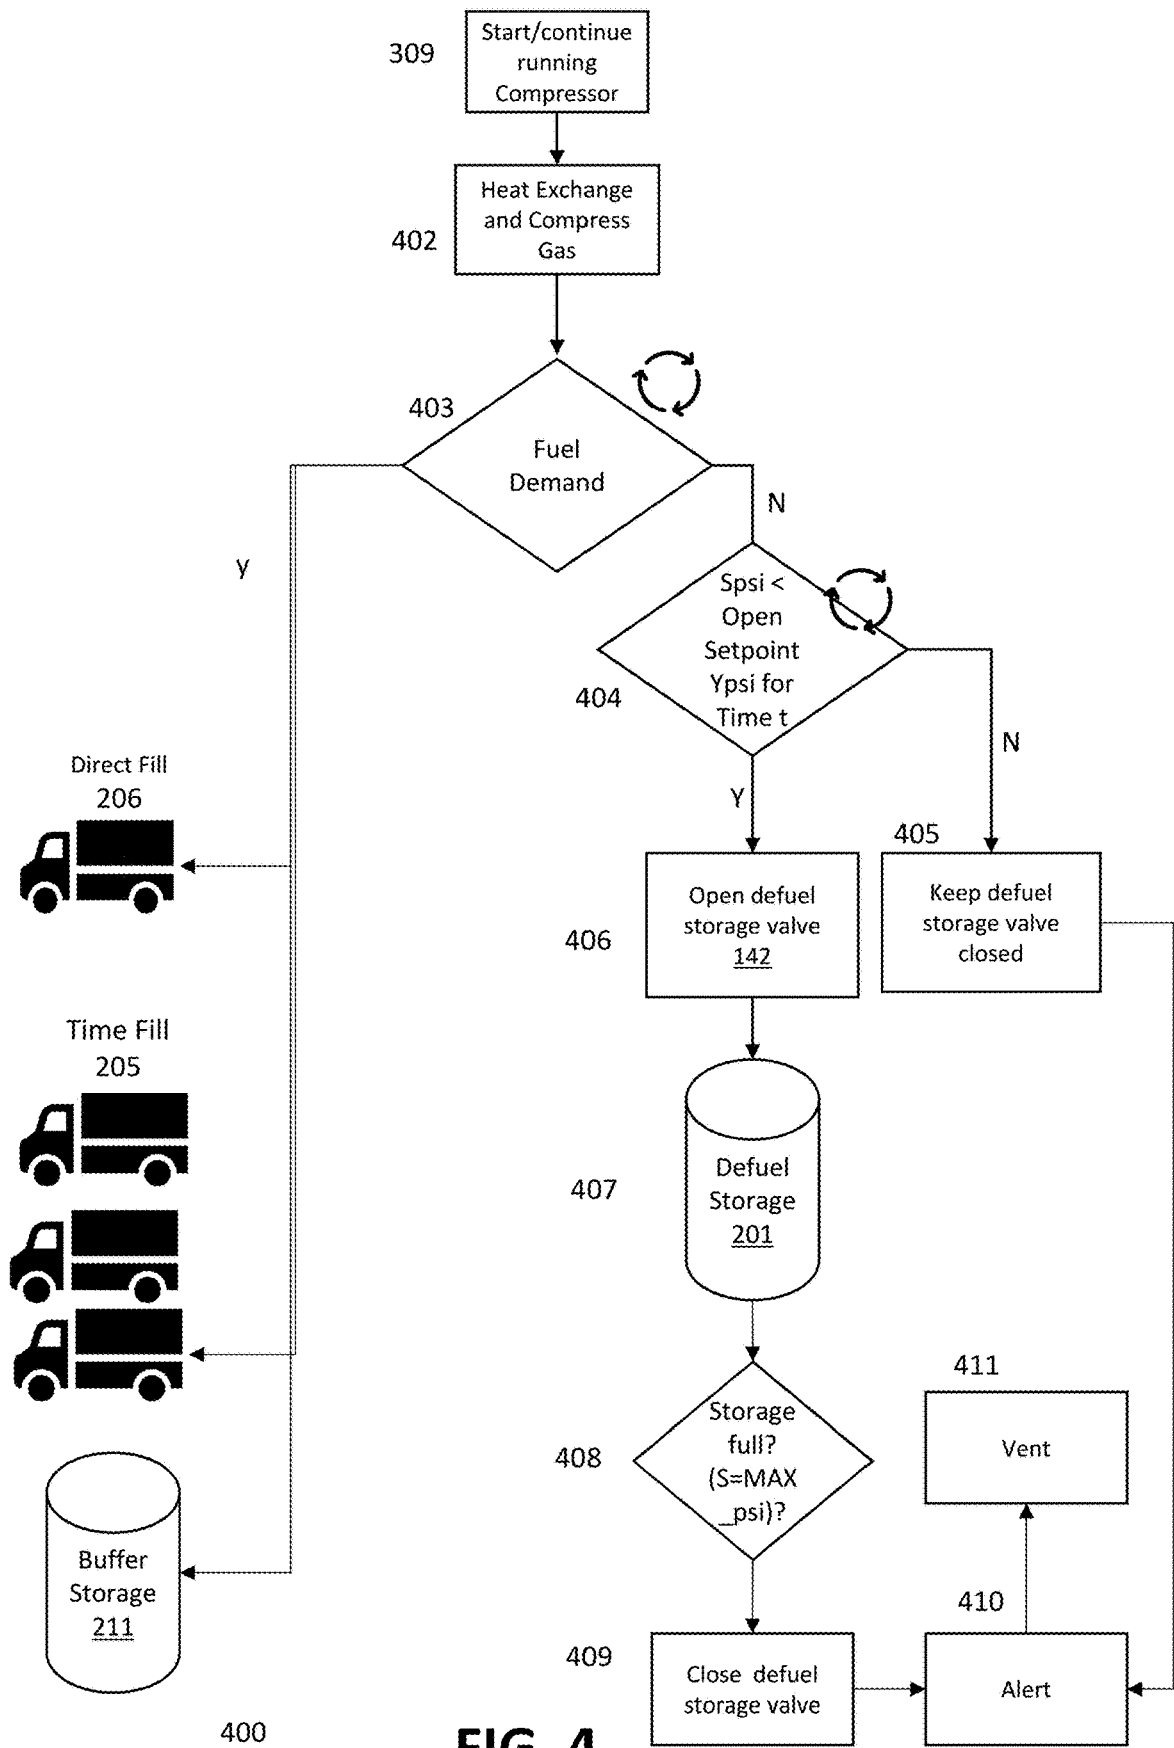 309
Start/continue
running
Compressor
402
Heat Exchange
and Compress
Gas
403
Fuel
Demand
N
y
404
Spsi <
Open
Setpoint
Ypsi for
Time t
N
Y
Direct Fill
206
405
Keep defuel
storage valve
closed
406
Open defuel
storage valve
142
Time Fill
205
407
Defuel
Storage
201
408
Storage
full?
(S=MAX
_psi)?
411
Vent
Buffer
Storage
211
409
Close defuel
storage valve
410
Alert
400
FIG. 4